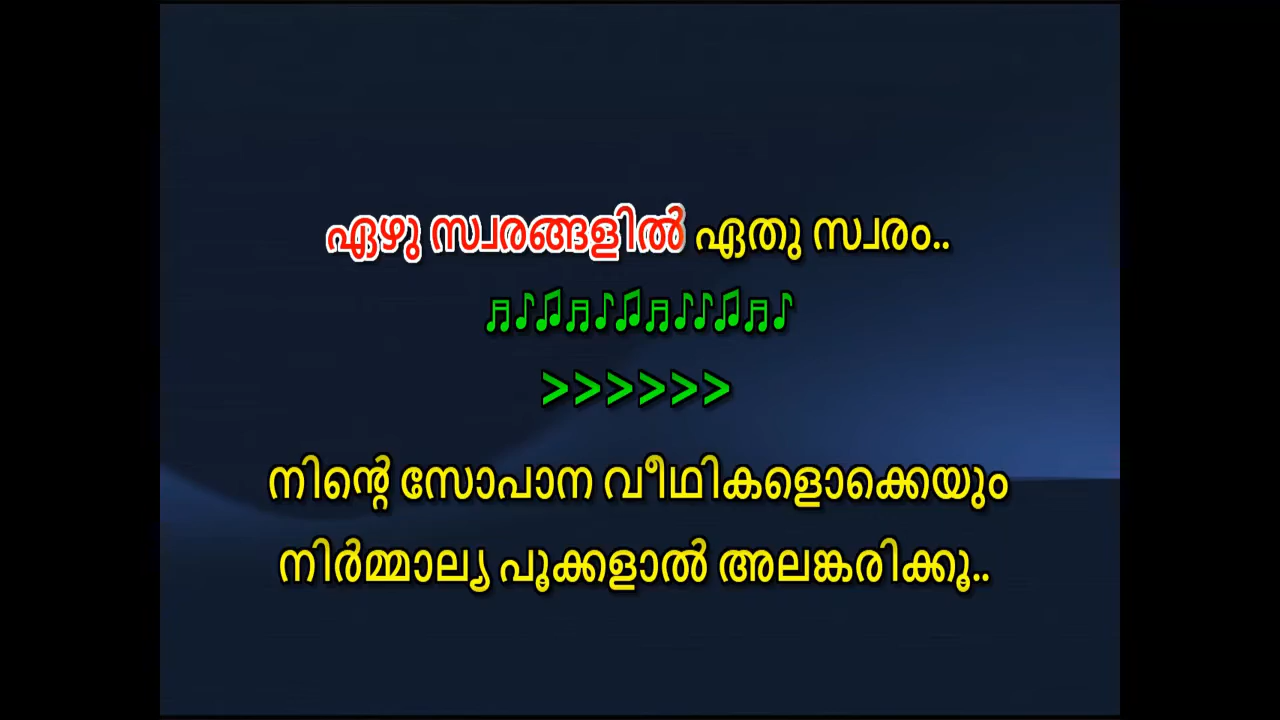 ഏഴു സ്വരങ്ങളിൽ ഏതു സ്വരം..
♬♪♫♬♪♫♬♪♪♫♬♪
>>>>>>
നിന്റെ സോപാന വീഥികളൊക്കെയും
നിർമ്മാല്യ പൂക്കളാൽ അലങ്കരിക്കൂ..